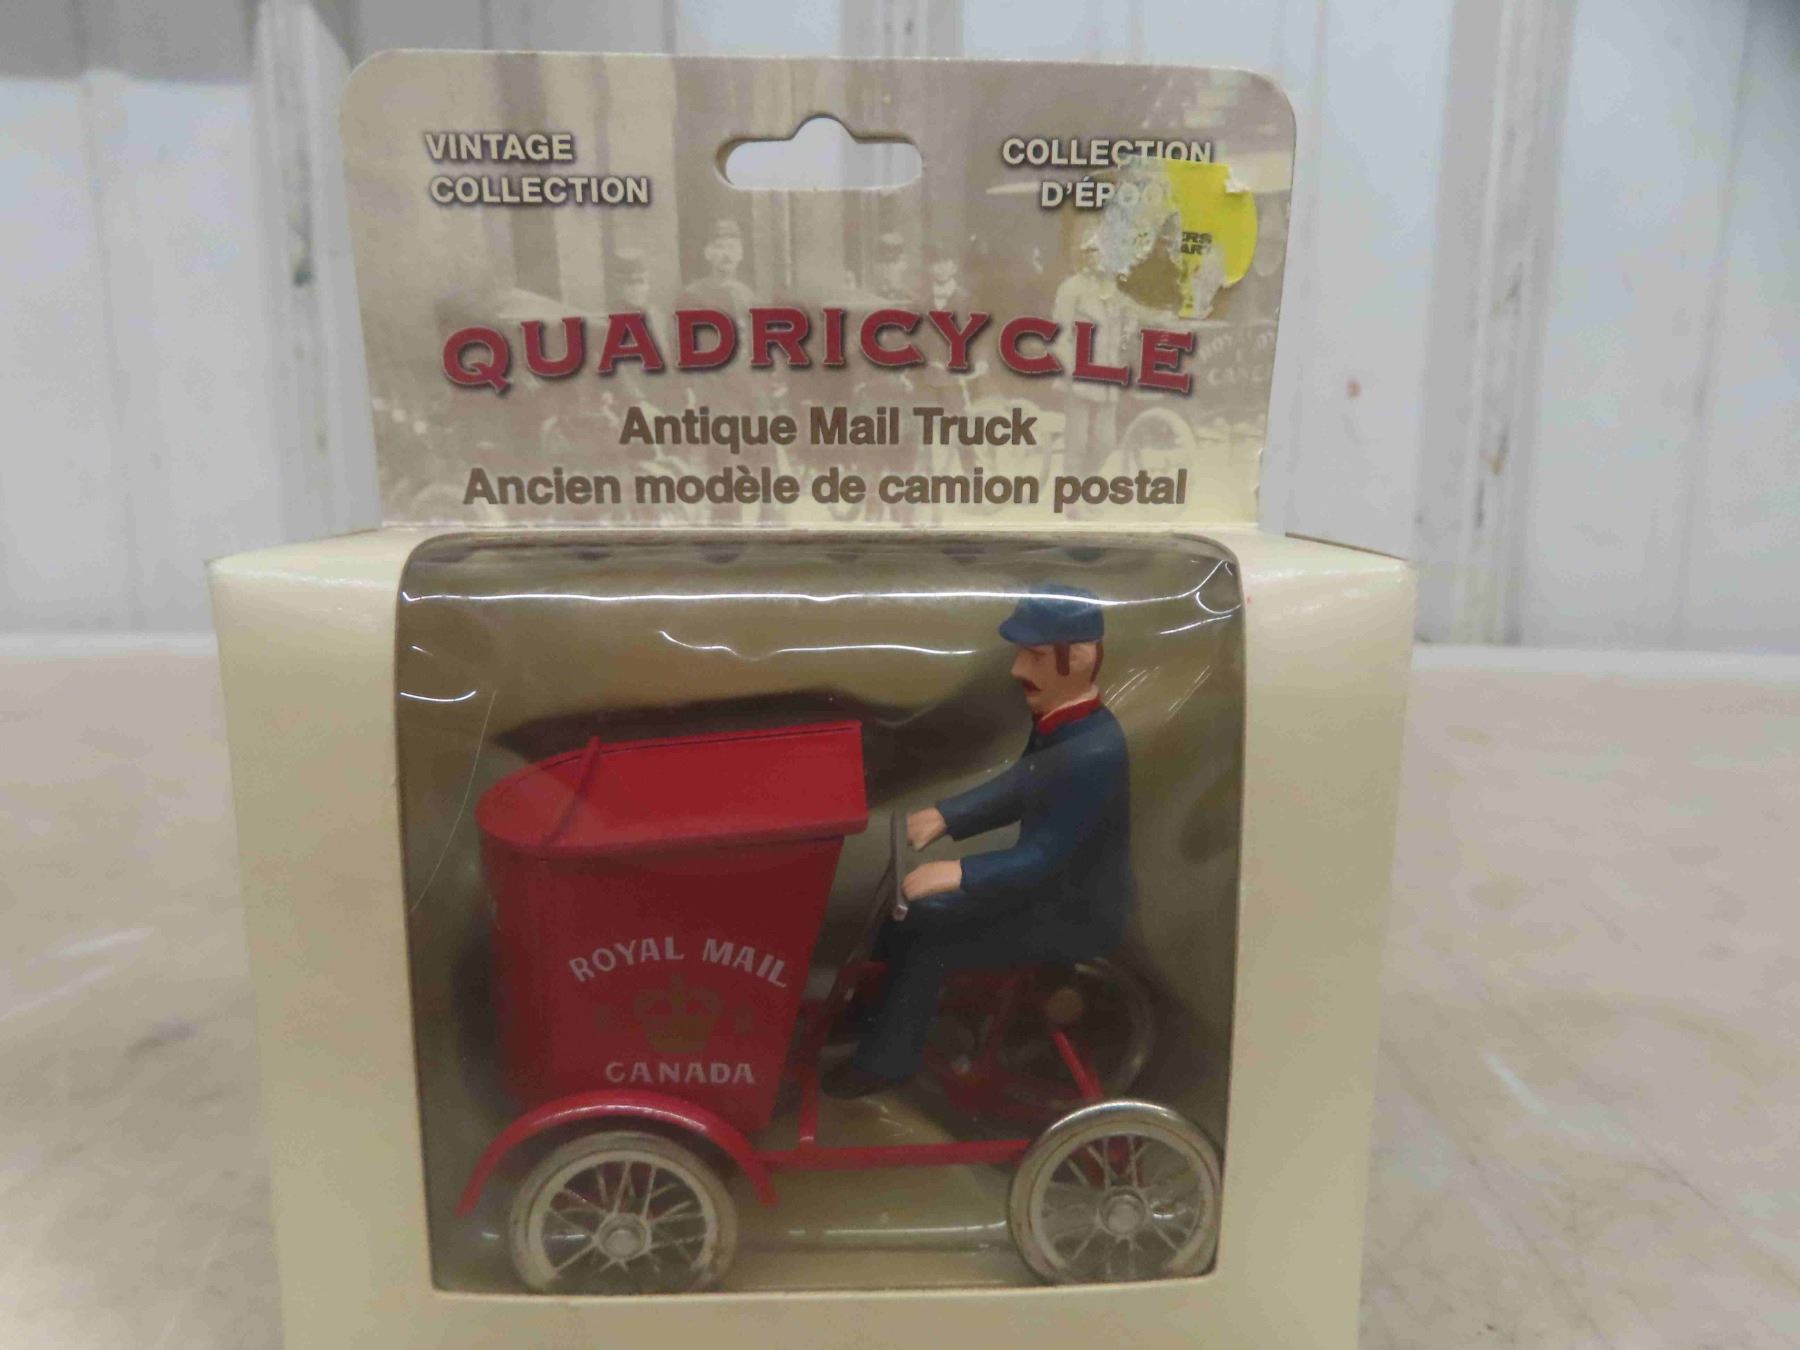 VINTAGE
COLLECTION
COLLECTION
QUADRICYCLE
Antique Mail Truck
Ancien modèle de camion postal
ROYAL MAIL
CANADA